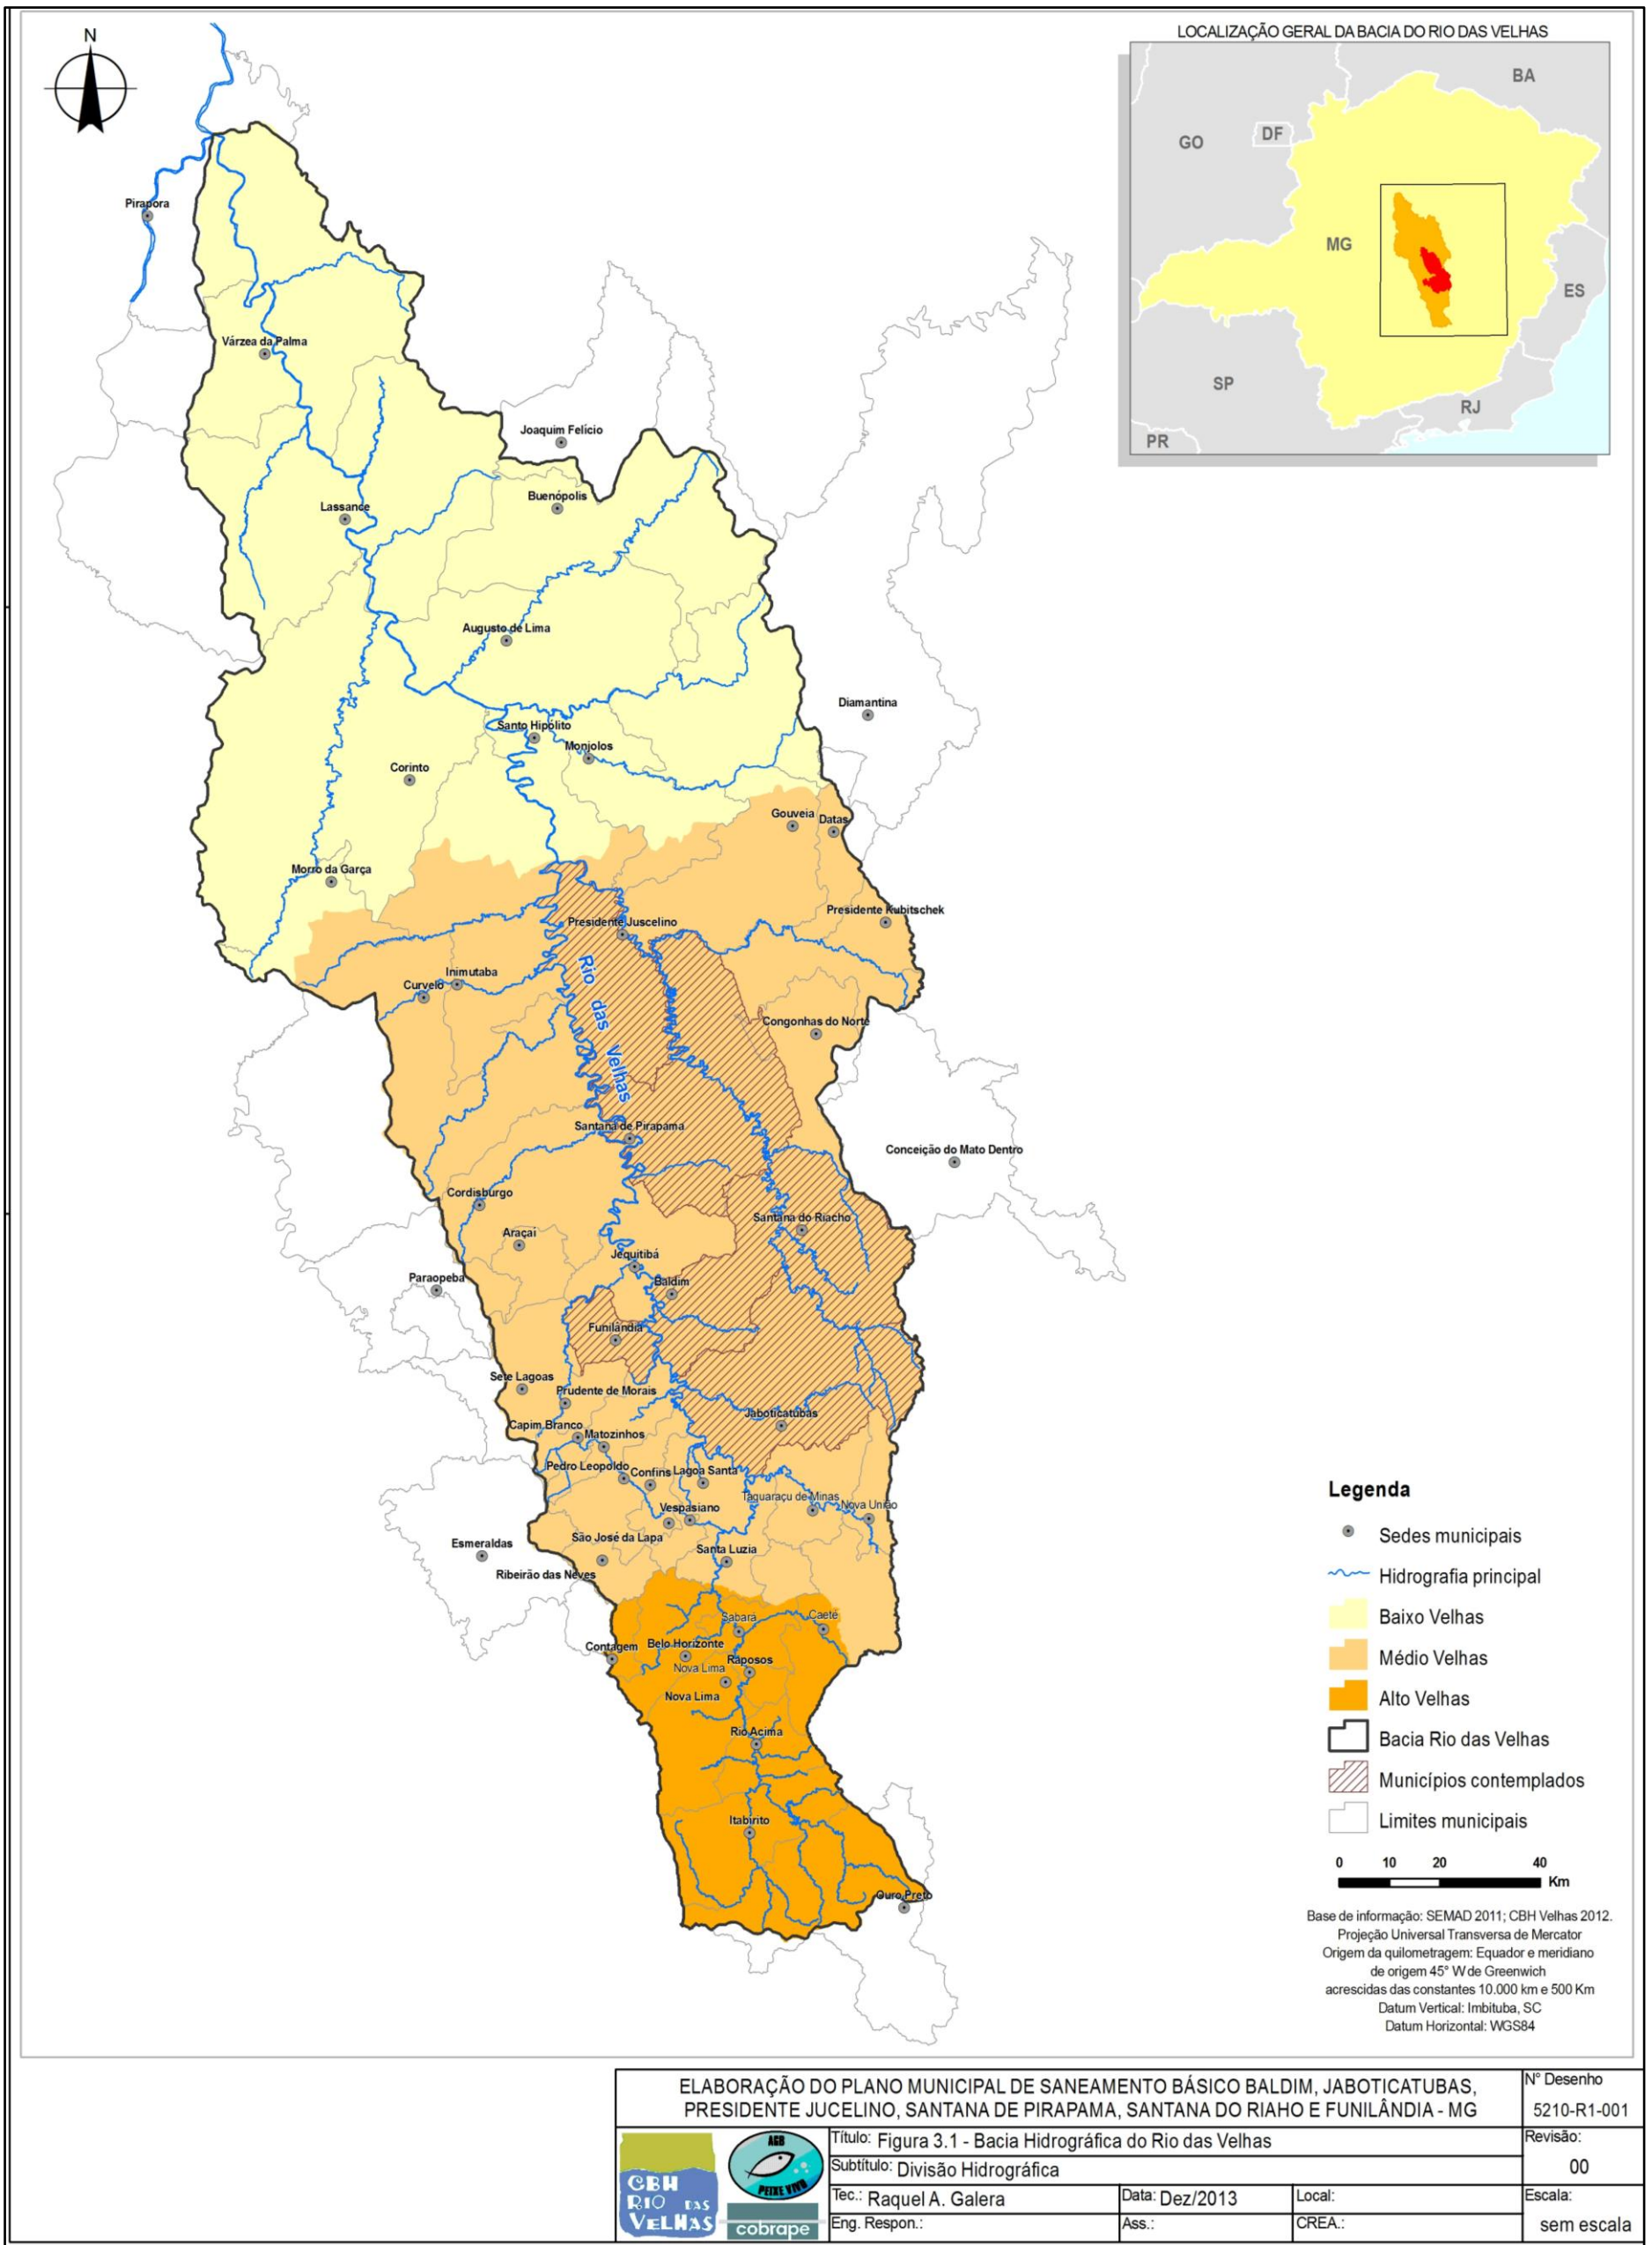 N
LOCALIZAÇÃO GERAL DA BACIA DO RIO DAS VELHAS
BA
GO
DF
MG
ES
SP
RJ
PR
Pirapora
Várzea da Palma
Joaquim Felício
Buenópolis
Lassance
Augusto de Lima
Diamantina
Santo Hipólito
Monjolos
Corinto
Gouveia
Datas
Morro da Garça
Presidente Kubitschek
Presidente Juscelino
Rio das Velhas
Inimutaba
Curvelo
Congonhas do Norte
Santana de Pirapama
Conceição do Mato Dentro
Cordisburgo
Santana do Riacho
Araçaí
Jequitibá
Paraopeba
Baldim
Funilândia
Sete Lagoas
Prudente de Morais
Jaboticatubas
Capim Branco
Matozinhos
Pedro Leopoldo
Confins
Lagoa Santa
Taquaraçu de Minas
Nova União
Vespasiano
São José da Lapa
Esmeraldas
Santa Luzia
Ribeirão das Neves
Sabará
Caeté
Contagem
Belo Horizonte
Raposos
Nova Lima
Nova Lima
Rio Acima
Itabirito
Ouro Preto
Legenda
Sedes municipais
Hidrografia principal
Baixo Velhas
Médio Velhas
Alto Velhas
Bacia Rio das Velhas
Municípios contemplados
Limites municipais
0 10 20 40
Km
Base de informação: SEMAD 2011; CBH Velhas 2012.
Projeção Universal Transversa de Mercator
Origem da quilometragem: Equador e meridiano
de origem 45° W de Greenwich
acrescidas das constantes 10.000 km e 500 Km
Datum Vertical: Imbituba, SC
Datum Horizontal: WGS84
ELABORAÇÃO DO PLANO MUNICIPAL DE SANEAMENTO BÁSICO BALDIM, JABOTICATUBAS,
PRESIDENTE JUCELINO, SANTANA DE PIRAPAMA, SANTANA DO RIAHO E FUNILÂNDIA - MG
N° Desenho
5210-R1-001
CBH
RIO DAS
VELHAS
AGB
PEIXE VIVO
cobrape
Título: Figura 3.1 - Bacia Hidrográfica do Rio das Velhas
Subtítulo: Divisão Hidrográfica
Revisão:
00
Tec.: Raquel A. Galera
Data: Dez/2013
Local:
Escala:
sem escala
Eng. Respon.:
Ass.:
CREA.: